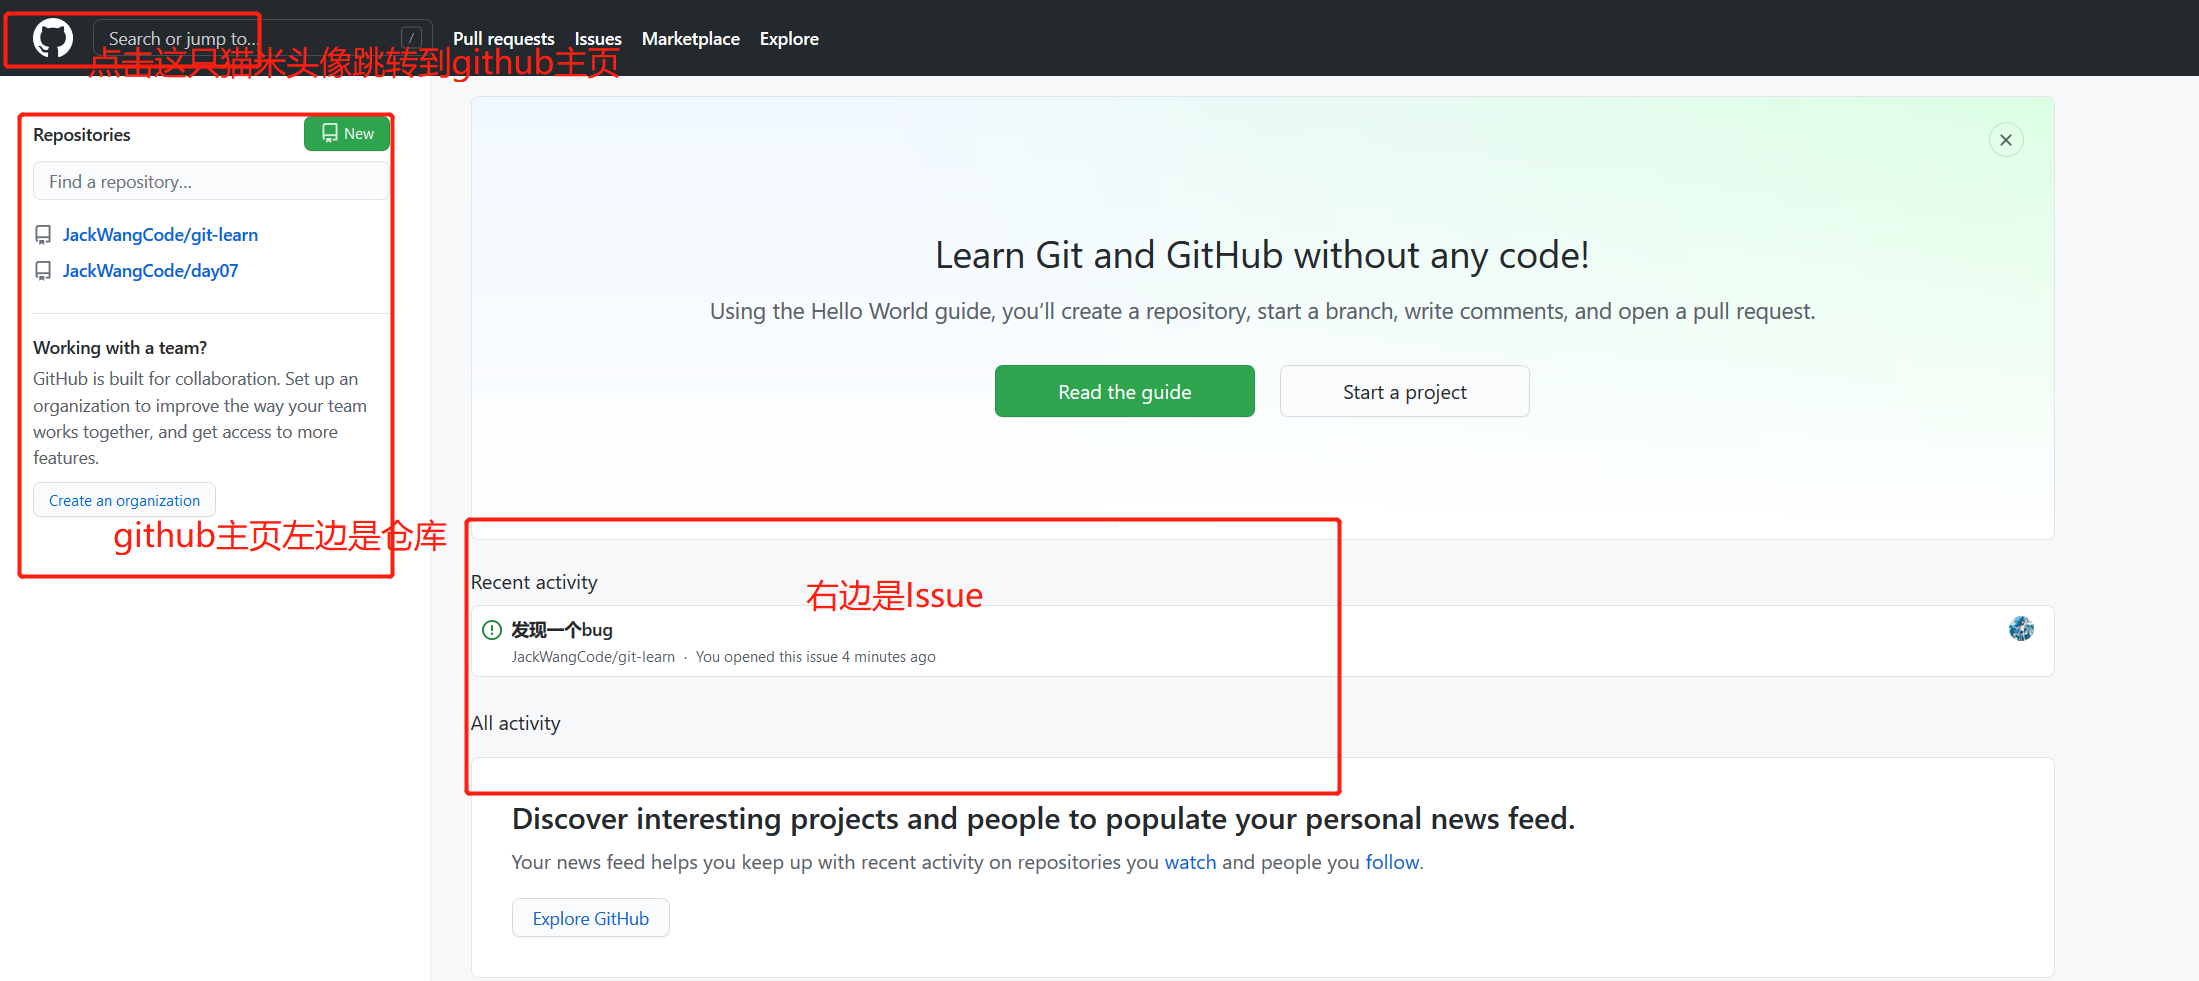 Search or jump to...
/
Pull requests
Issues
Marketplace
Explore
点击这只猫米头像跳转到github主页
Repositories
New
Find a repository...
JackWangCode/git-learn
JackWangCode/day07
Working with a team?
GitHub is built for collaboration. Set up an
organization to improve the way your team
works together, and get access to more
features.
Create an organization
github主页左边是仓库
Learn Git and GitHub without any code!
Using the Hello World guide, you’ll create a repository, start a branch, write comments, and open a pull request.
Read the guide
Start a project
Recent activity
右边是Issue
发现一个bug
JackWangCode/git-learn · You opened this issue 4 minutes ago
All activity
Discover interesting projects and people to populate your personal news feed.
Your news feed helps you keep up with recent activity on repositories you watch and people you follow.
Explore GitHub